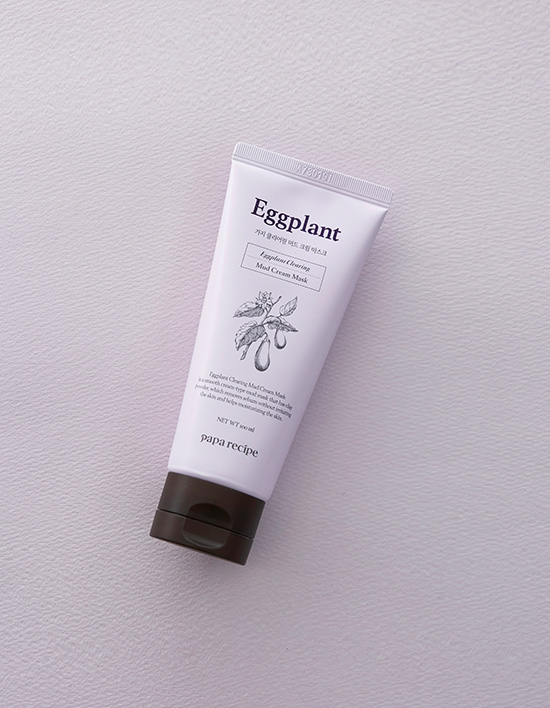 Eggplant
가지 클리어링 머드 크림 마스크
Eggplant Clearing
Mud Cream Mask
Eggplant Clearing Mud Cream Mask
is a smooth cream-type mud mask that has clay
powder, which removes sebum without irritating
the skin and helps moisturizing the skin.
NET WT 100 ml
papa recipe